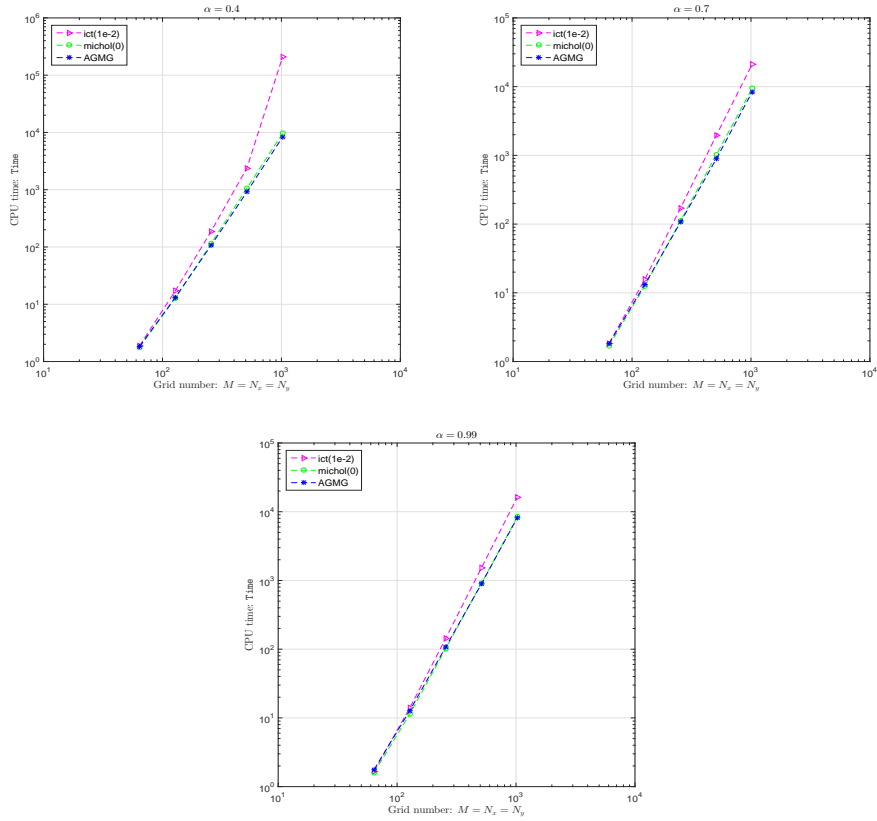 α = 0.4
ict(1e-2)
michol(0)
AGMG
10^6
10^5
10^4
10^3
10^2
10^1
10^0
CPU time: Time
10^1 10^2 10^3 10^4
Grid number: M = N_x = N_y
α = 0.7
ict(1e-2)
michol(0)
AGMG
10^5
10^4
10^3
10^2
10^1
10^0
CPU time: Time
10^1 10^2 10^3 10^4
Grid number: M = N_x = N_y
α = 0.99
ict(1e-2)
michol(0)
AGMG
10^5
10^4
10^3
10^2
10^1
10^0
CPU time: Time
10^1 10^2 10^3 10^4
Grid number: M = N_x = N_y